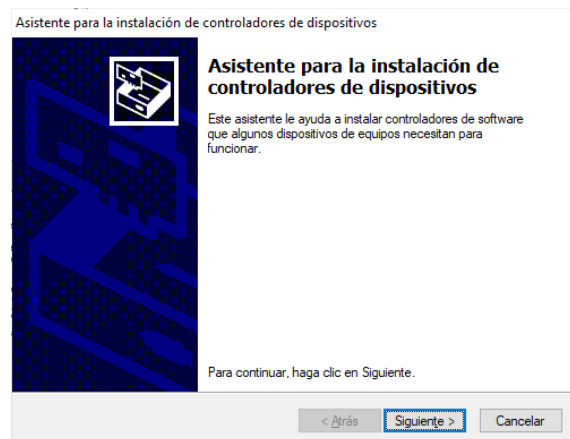 Asistente para la instalación de controladores de dispositivos
Asistente para la instalación de
controladores de dispositivos
Este asistente le ayuda a instalar controladores de software
que algunos dispositivos de equipos necesitan para
funcionar.
Para continuar, haga clic en Siguiente.
< Atrás
Siguiente >
Cancelar